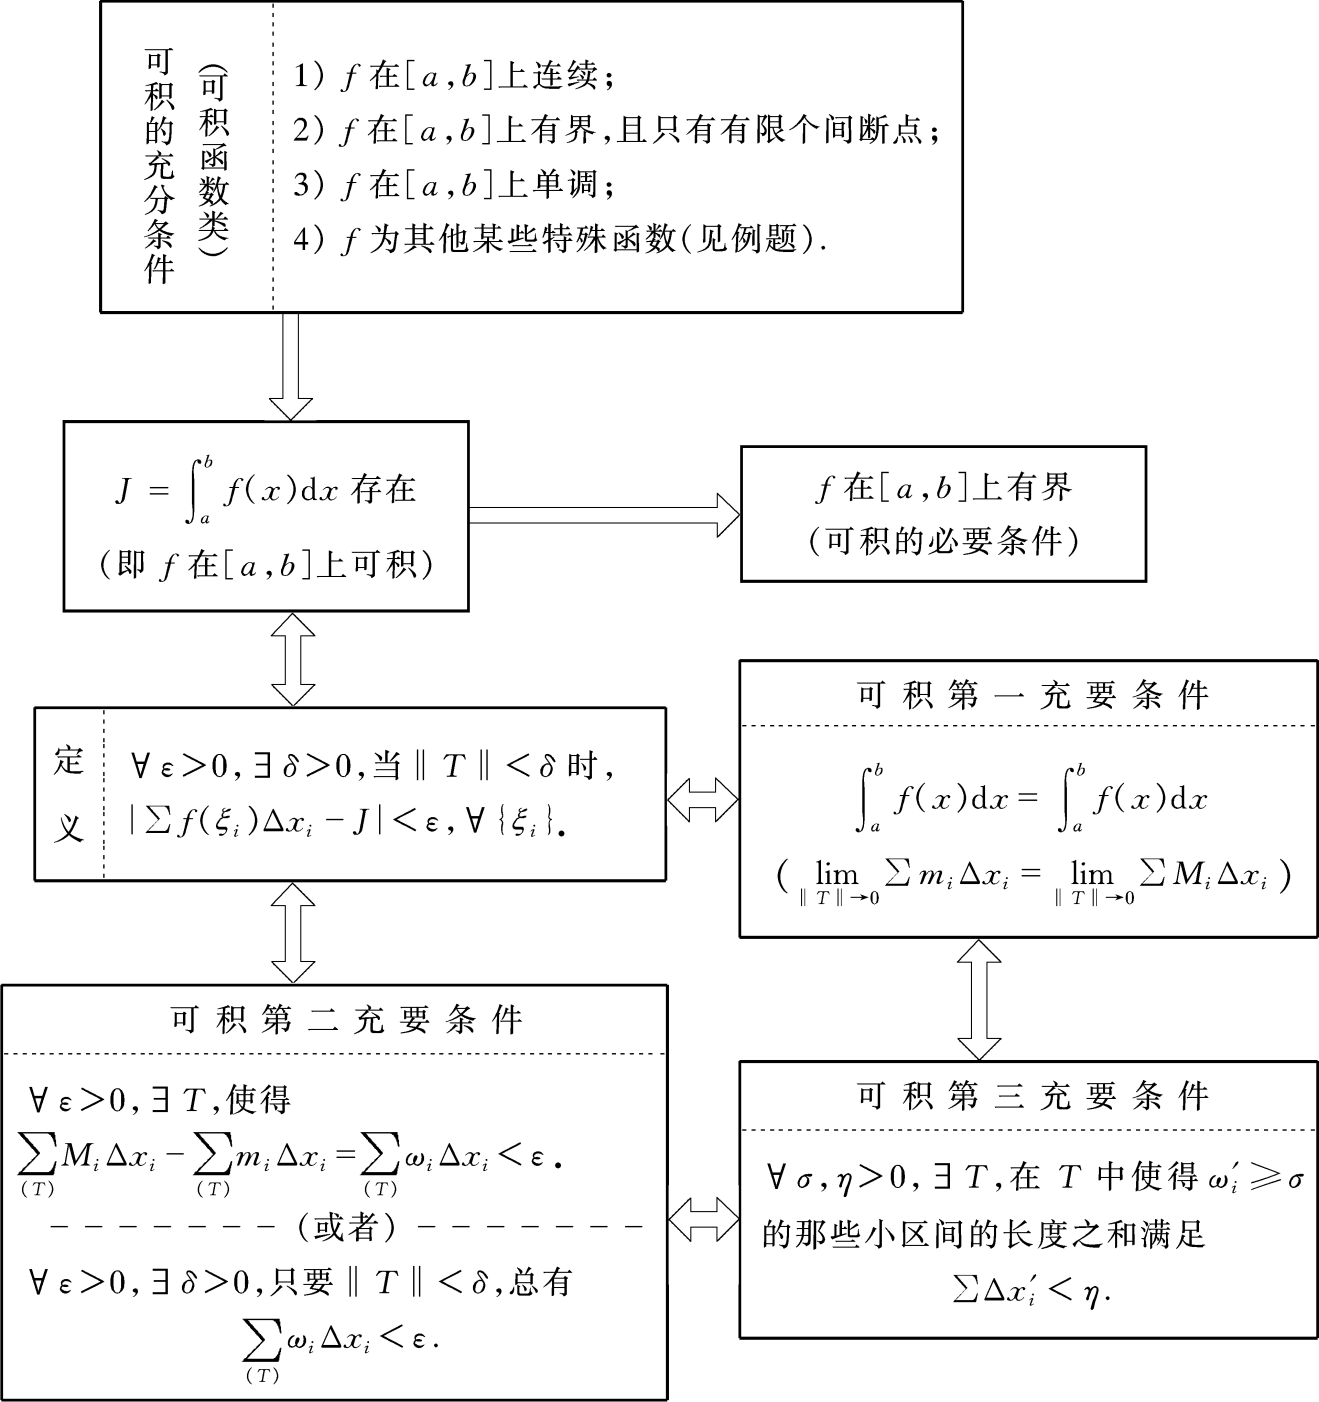 可积的充分条件
(可积函数类)
1) f 在[a,b]上连续;
2) f 在[a,b]上有界,且只有有限个间断点;
3) f 在[a,b]上单调;
4) f 为其他某些特殊函数(见例题).
J = ∫_a^b f(x)dx 存在
(即 f 在[a,b]上可积)
f 在[a,b]上有界
(可积的必要条件)
定义
∀ ε>0,∃ δ>0,当‖T‖<δ 时,
|∑f(ξ_i)Δx_i − J|<ε,∀{ξ_i}.
可积第一充要条件
∫_a^b f(x)dx = ∫_a^b f(x)dx
(lim_{‖T‖→0} ∑m_iΔx_i = lim_{‖T‖→0} ∑M_iΔx_i)
可积第二充要条件
∀ ε>0,∃ T,使得
∑_(T) M_iΔx_i − ∑_(T) m_iΔx_i = ∑_(T) ω_iΔx_i < ε.
(或者)
∀ ε>0,∃ δ>0,只要‖T‖<δ,总有
∑_(T) ω_iΔx_i < ε.
可积第三充要条件
∀ σ,η>0,∃ T,在 T 中使得 ω′_i ≥ σ
的那些小区间的长度之和满足
∑Δx′_i < η.